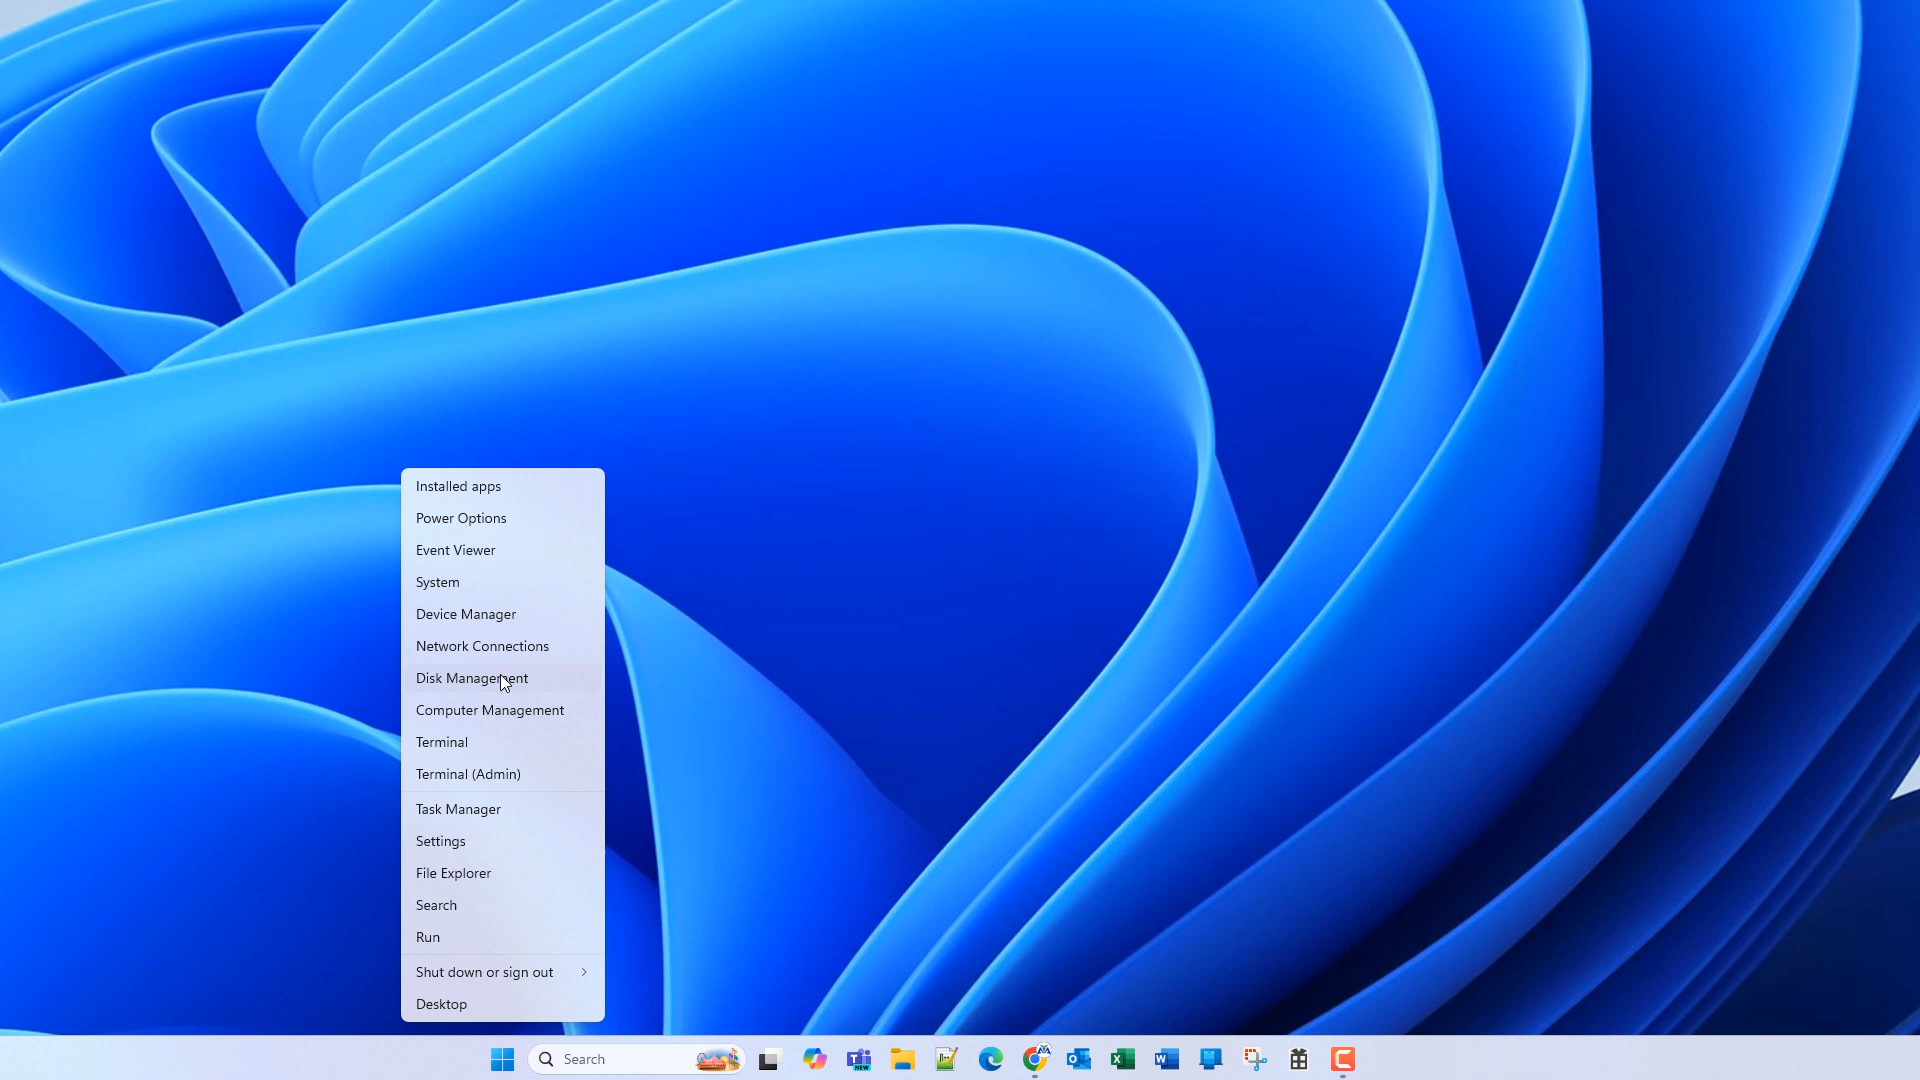 Installed apps
Power Options
Event Viewer
System
Device Manager
Network Connections
Disk Management
Computer Management
Terminal
Terminal (Admin)
Task Manager
Settings
File Explorer
Search
Run
Shut down or sign out
Desktop
Search
NEW